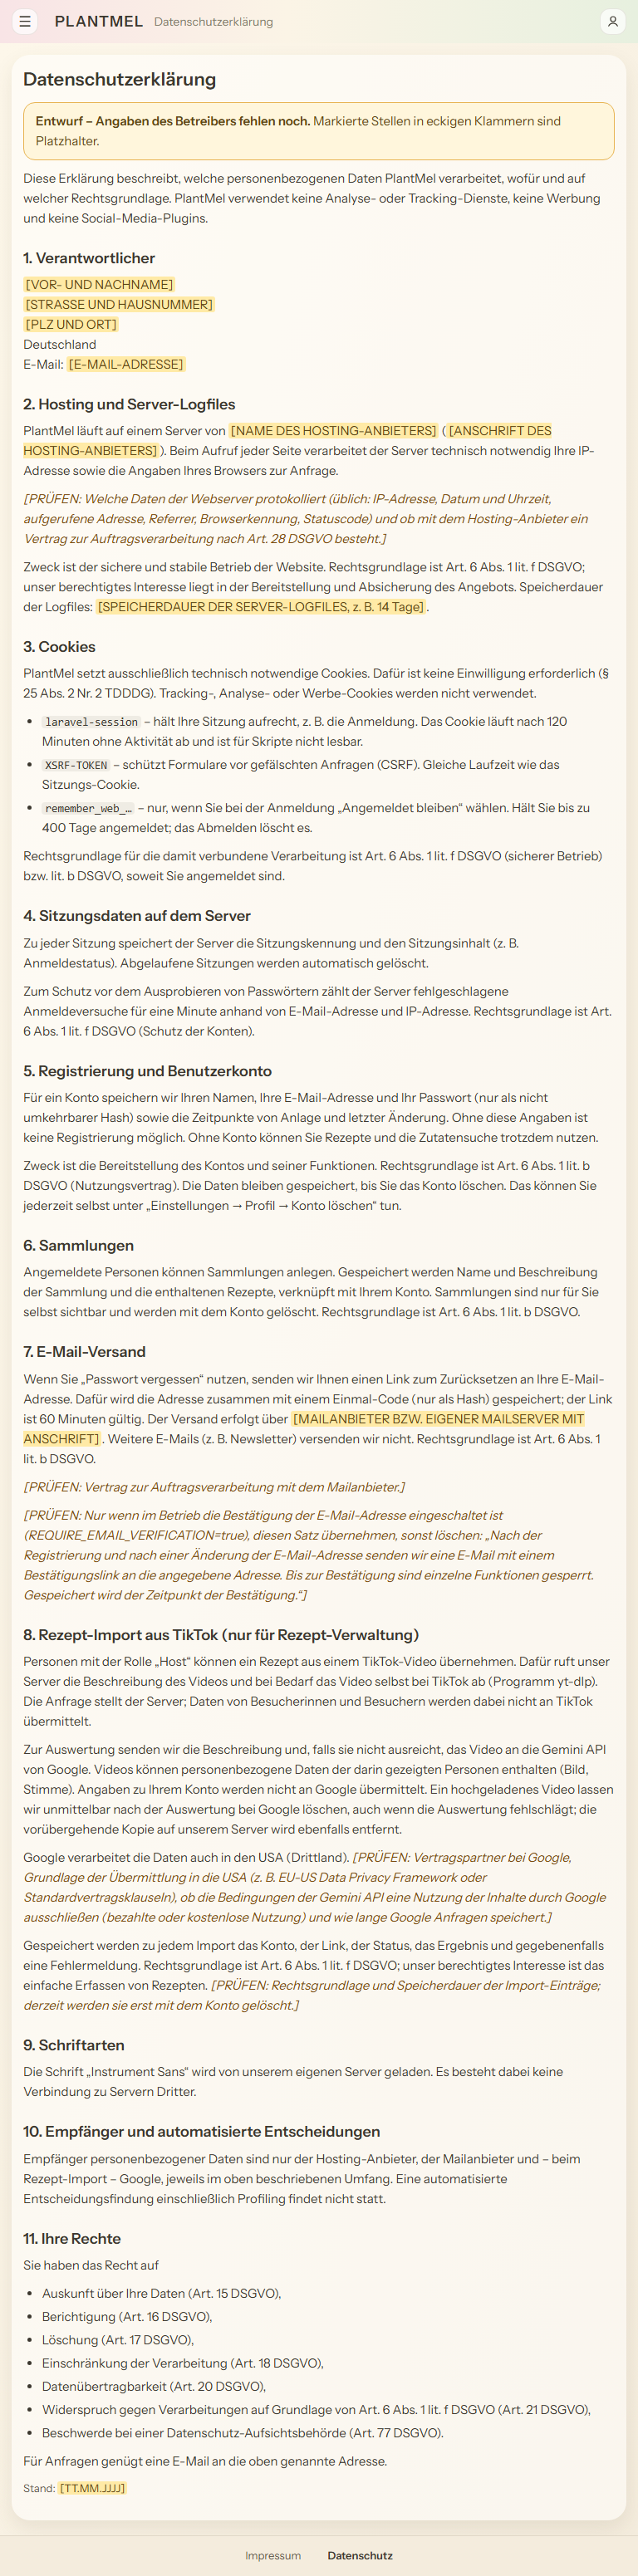 PLANTMEL Datenschutzerklärung
Datenschutzerklärung
Entwurf – Angaben des Betreibers fehlen noch. Markierte Stellen in eckigen Klammern sind
Platzhalter.
Diese Erklärung beschreibt, welche personenbezogenen Daten PlantMel verarbeitet, wofür und auf
welcher Rechtsgrundlage. PlantMel verwendet keine Analyse- oder Tracking-Dienste, keine Werbung
und keine Social-Media-Plugins.
1. Verantwortlicher
[VOR- UND NACHNAME]
[STRASSE UND HAUSNUMMER]
[PLZ UND ORT]
Deutschland
E-Mail: [E-MAIL-ADRESSE]
2. Hosting und Server-Logfiles
PlantMel läuft auf einem Server von [NAME DES HOSTING-ANBIETERS] ( [ANSCHRIFT DES
HOSTING-ANBIETERS] ). Beim Aufruf jeder Seite verarbeitet der Server technisch notwendig Ihre IP-
Adresse sowie die Angaben Ihres Browsers zur Anfrage.
[PRÜFEN: Welche Daten der Webserver protokolliert (üblich: IP-Adresse, Datum und Uhrzeit,
aufgerufene Adresse, Referrer, Browserkennung, Statuscode) und ob mit dem Hosting-Anbieter ein
Vertrag zur Auftragsverarbeitung nach Art. 28 DSGVO besteht.]
Zweck ist der sichere und stabile Betrieb der Website. Rechtsgrundlage ist Art. 6 Abs. 1 lit. f DSGVO;
unser berechtigtes Interesse liegt in der Bereitstellung und Absicherung des Angebots. Speicherdauer
der Logfiles: [SPEICHERDAUER DER SERVER-LOGFILES, z. B. 14 Tage] .
3. Cookies
PlantMel setzt ausschließlich technisch notwendige Cookies. Dafür ist keine Einwilligung erforderlich (§
25 Abs. 2 Nr. 2 TDDDG). Tracking-, Analyse- oder Werbe-Cookies werden nicht verwendet.
• laravel-session – hält Ihre Sitzung aufrecht, z. B. die Anmeldung. Das Cookie läuft nach 120
Minuten ohne Aktivität ab und ist für Skripte nicht lesbar.
• XSRF-TOKEN – schützt Formulare vor gefälschten Anfragen (CSRF). Gleiche Laufzeit wie das
Sitzungs-Cookie.
• remember_web_… – nur, wenn Sie bei der Anmeldung „Angemeldet bleiben“ wählen. Hält Sie bis zu
400 Tage angemeldet; das Abmelden löscht es.
Rechtsgrundlage für die damit verbundene Verarbeitung ist Art. 6 Abs. 1 lit. f DSGVO (sicherer Betrieb)
bzw. lit. b DSGVO, soweit Sie angemeldet sind.
4. Sitzungsdaten auf dem Server
Zu jeder Sitzung speichert der Server die Sitzungskennung und den Sitzungsinhalt (z. B.
Anmeldestatus). Abgelaufene Sitzungen werden automatisch gelöscht.
Zum Schutz vor dem Ausprobieren von Passwörtern zählt der Server fehlgeschlagene
Anmeldeversuche für eine Minute anhand von E-Mail-Adresse und IP-Adresse. Rechtsgrundlage ist Art.
6 Abs. 1 lit. f DSGVO (Schutz der Konten).
5. Registrierung und Benutzerkonto
Für ein Konto speichern wir Ihren Namen, Ihre E-Mail-Adresse und Ihr Passwort (nur als nicht
umkehrbarer Hash) sowie die Zeitpunkte von Anlage und letzter Änderung. Ohne diese Angaben ist
keine Registrierung möglich. Ohne Konto können Sie Rezepte und die Zutatensuche trotzdem nutzen.
Zweck ist die Bereitstellung des Kontos und seiner Funktionen. Rechtsgrundlage ist Art. 6 Abs. 1 lit. b
DSGVO (Nutzungsvertrag). Die Daten bleiben gespeichert, bis Sie das Konto löschen. Das können Sie
jederzeit selbst unter „Einstellungen → Profil → Konto löschen“ tun.
6. Sammlungen
Angemeldete Personen können Sammlungen anlegen. Gespeichert werden Name und Beschreibung
der Sammlung und die enthaltenen Rezepte, verknüpft mit Ihrem Konto. Sammlungen sind nur für Sie
selbst sichtbar und werden mit dem Konto gelöscht. Rechtsgrundlage ist Art. 6 Abs. 1 lit. b DSGVO.
7. E-Mail-Versand
Wenn Sie „Passwort vergessen“ nutzen, senden wir Ihnen einen Link zum Zurücksetzen an Ihre E-Mail-
Adresse. Dafür wird die Adresse zusammen mit einem Einmal-Code (nur als Hash) gespeichert; der Link
ist 60 Minuten gültig. Der Versand erfolgt über [MAILANBIETER BZW. EIGENER MAILSERVER MIT
ANSCHRIFT] . Weitere E-Mails (z. B. Newsletter) versenden wir nicht. Rechtsgrundlage ist Art. 6 Abs. 1
lit. b DSGVO.
[PRÜFEN: Vertrag zur Auftragsverarbeitung mit dem Mailanbieter.]
[PRÜFEN: Nur wenn im Betrieb die Bestätigung der E-Mail-Adresse eingeschaltet ist
(REQUIRE_EMAIL_VERIFICATION=true), diesen Satz übernehmen, sonst löschen: „Nach der
Registrierung und nach einer Änderung der E-Mail-Adresse senden wir eine E-Mail mit einem
Bestätigungslink an die angegebene Adresse. Bis zur Bestätigung sind einzelne Funktionen gesperrt.
Gespeichert wird der Zeitpunkt der Bestätigung.“]
8. Rezept-Import aus TikTok (nur für Rezept-Verwaltung)
Personen mit der Rolle „Host“ können ein Rezept aus einem TikTok-Video übernehmen. Dafür ruft unser
Server die Beschreibung des Videos und bei Bedarf das Video selbst bei TikTok ab (Programm yt-dlp).
Die Anfrage stellt der Server; Daten von Besucherinnen und Besuchern werden dabei nicht an TikTok
übermittelt.
Zur Auswertung senden wir die Beschreibung und, falls sie nicht ausreicht, das Video an die Gemini API
von Google. Videos können personenbezogene Daten der darin gezeigten Personen enthalten (Bild,
Stimme). Angaben zu Ihrem Konto werden nicht an Google übermittelt. Ein hochgeladenes Video lassen
wir unmittelbar nach der Auswertung bei Google löschen, auch wenn die Auswertung fehlschlägt; die
vorübergehende Kopie auf unserem Server wird ebenfalls entfernt.
Google verarbeitet die Daten auch in den USA (Drittland). [PRÜFEN: Vertragspartner bei Google,
Grundlage der Übermittlung in die USA (z. B. EU-US Data Privacy Framework oder
Standardvertragsklauseln), ob die Bedingungen der Gemini API eine Nutzung der Inhalte durch Google
ausschließen (bezahlte oder kostenlose Nutzung) und wie lange Google Anfragen speichert.]
Gespeichert werden zu jedem Import das Konto, der Link, der Status, das Ergebnis und gegebenenfalls
eine Fehlermeldung. Rechtsgrundlage ist Art. 6 Abs. 1 lit. f DSGVO; unser berechtigtes Interesse ist das
einfache Erfassen von Rezepten. [PRÜFEN: Rechtsgrundlage und Speicherdauer der Import-Einträge;
derzeit werden sie erst mit dem Konto gelöscht.]
9. Schriftarten
Die Schrift „Instrument Sans“ wird von unserem eigenen Server geladen. Es besteht dabei keine
Verbindung zu Servern Dritter.
10. Empfänger und automatisierte Entscheidungen
Empfänger personenbezogener Daten sind nur der Hosting-Anbieter, der Mailanbieter und – beim
Rezept-Import – Google, jeweils im oben beschriebenen Umfang. Eine automatisierte
Entscheidungsfindung einschließlich Profiling findet nicht statt.
11. Ihre Rechte
Sie haben das Recht auf
• Auskunft über Ihre Daten (Art. 15 DSGVO),
• Berichtigung (Art. 16 DSGVO),
• Löschung (Art. 17 DSGVO),
• Einschränkung der Verarbeitung (Art. 18 DSGVO),
• Datenübertragbarkeit (Art. 20 DSGVO),
• Widerspruch gegen Verarbeitungen auf Grundlage von Art. 6 Abs. 1 lit. f DSGVO (Art. 21 DSGVO),
• Beschwerde bei einer Datenschutz-Aufsichtsbehörde (Art. 77 DSGVO).
Für Anfragen genügt eine E-Mail an die oben genannte Adresse.
Stand: [TT.MM.JJJJ]
Impressum Datenschutz